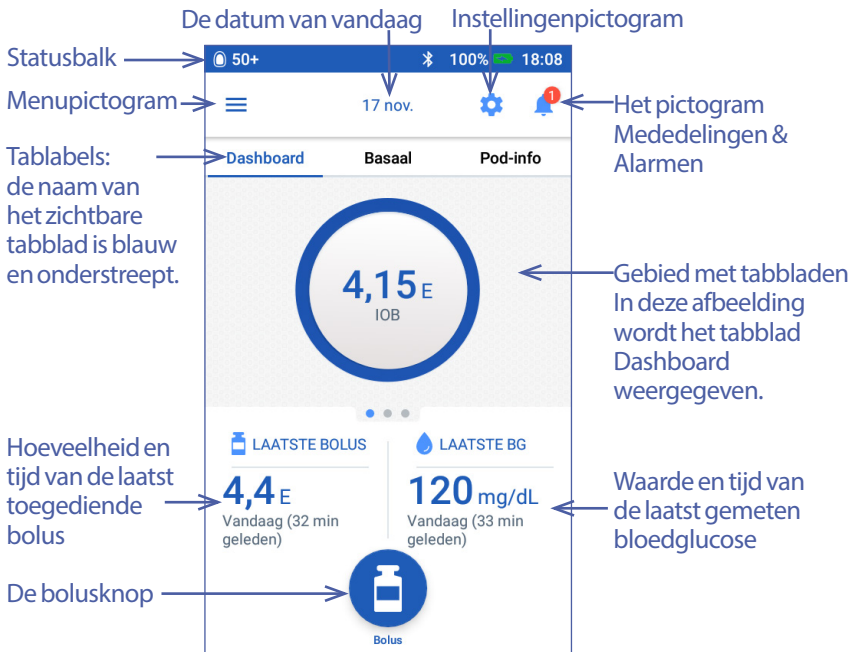 De datum van vandaag
Instellingenpictogram
Statusbalk
50+
100%
18:08
Menupictogram
17 nov.
1
Het pictogram
Mededelingen &
Alarmen
Tablabels:
de naam van
het zichtbare
tabblad is blauw
en onderstreept.
Dashboard
Basaal
Pod-info
4,15 E
IOB
Gebied met tabbladen
In deze afbeelding
wordt het tabblad
Dashboard
weergegeven.
Hoeveelheid en
tijd van de laatst
toegediende
bolus
LAATSTE BOLUS
4,4 E
Vandaag (32 min
geleden)
LAATSTE BG
120 mg/dL
Vandaag (33 min
geleden)
Waarde en tijd van
de laatst gemeten
bloedglucose
De bolusknop
Bolus